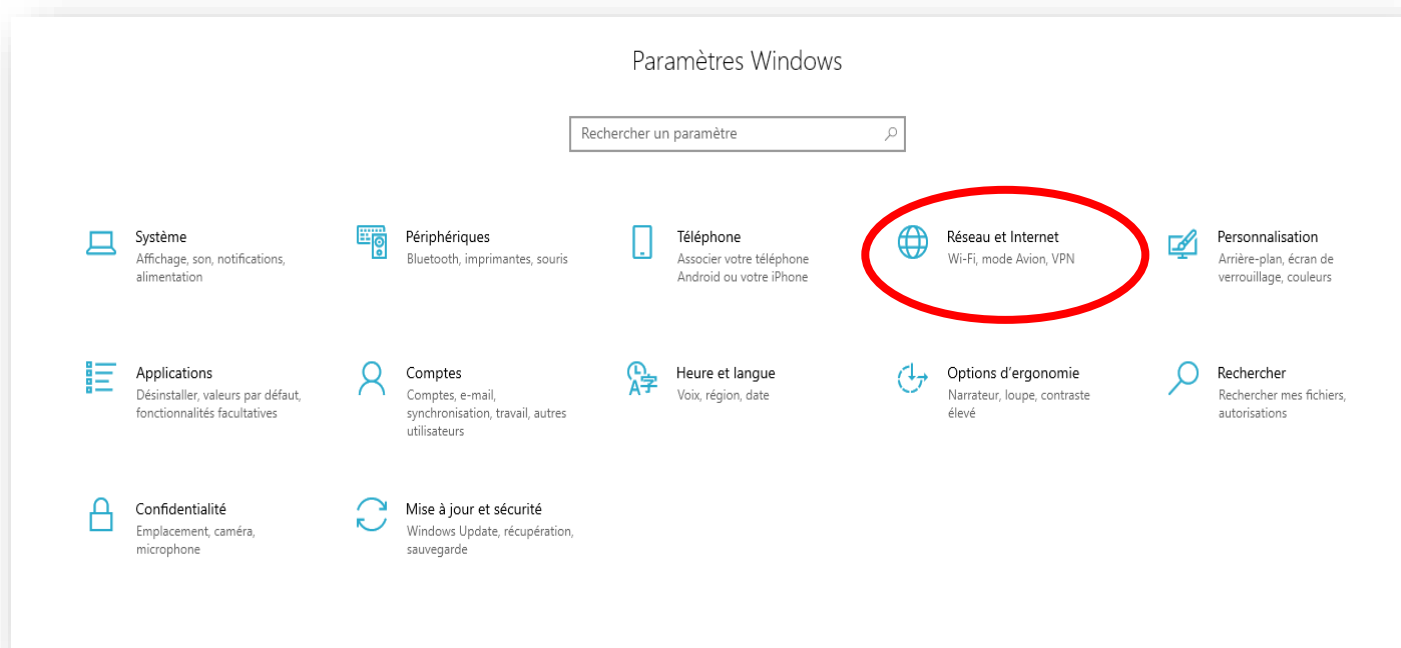 Paramètres Windows
Rechercher un paramètre
Système
Affichage, son, notifications,
alimentation
Périphériques
Bluetooth, imprimantes, souris
Téléphone
Associer votre téléphone
Android ou votre iPhone
Réseau et Internet
Wi-Fi, mode Avion, VPN
Personnalisation
Arrière-plan, écran de
verrouillage, couleurs
Applications
Désinstaller, valeurs par défaut,
fonctionnalités facultatives
Comptes
Comptes, e-mail,
synchronisation, travail, autres
utilisateurs
Heure et langue
Voix, région, date
Options d’ergonomie
Narrateur, loupe, contraste
élevé
Rechercher
Rechercher mes fichiers,
autorisations
Confidentialité
Emplacement, caméra,
microphone
Mise à jour et sécurité
Windows Update, récupération,
sauvegarde